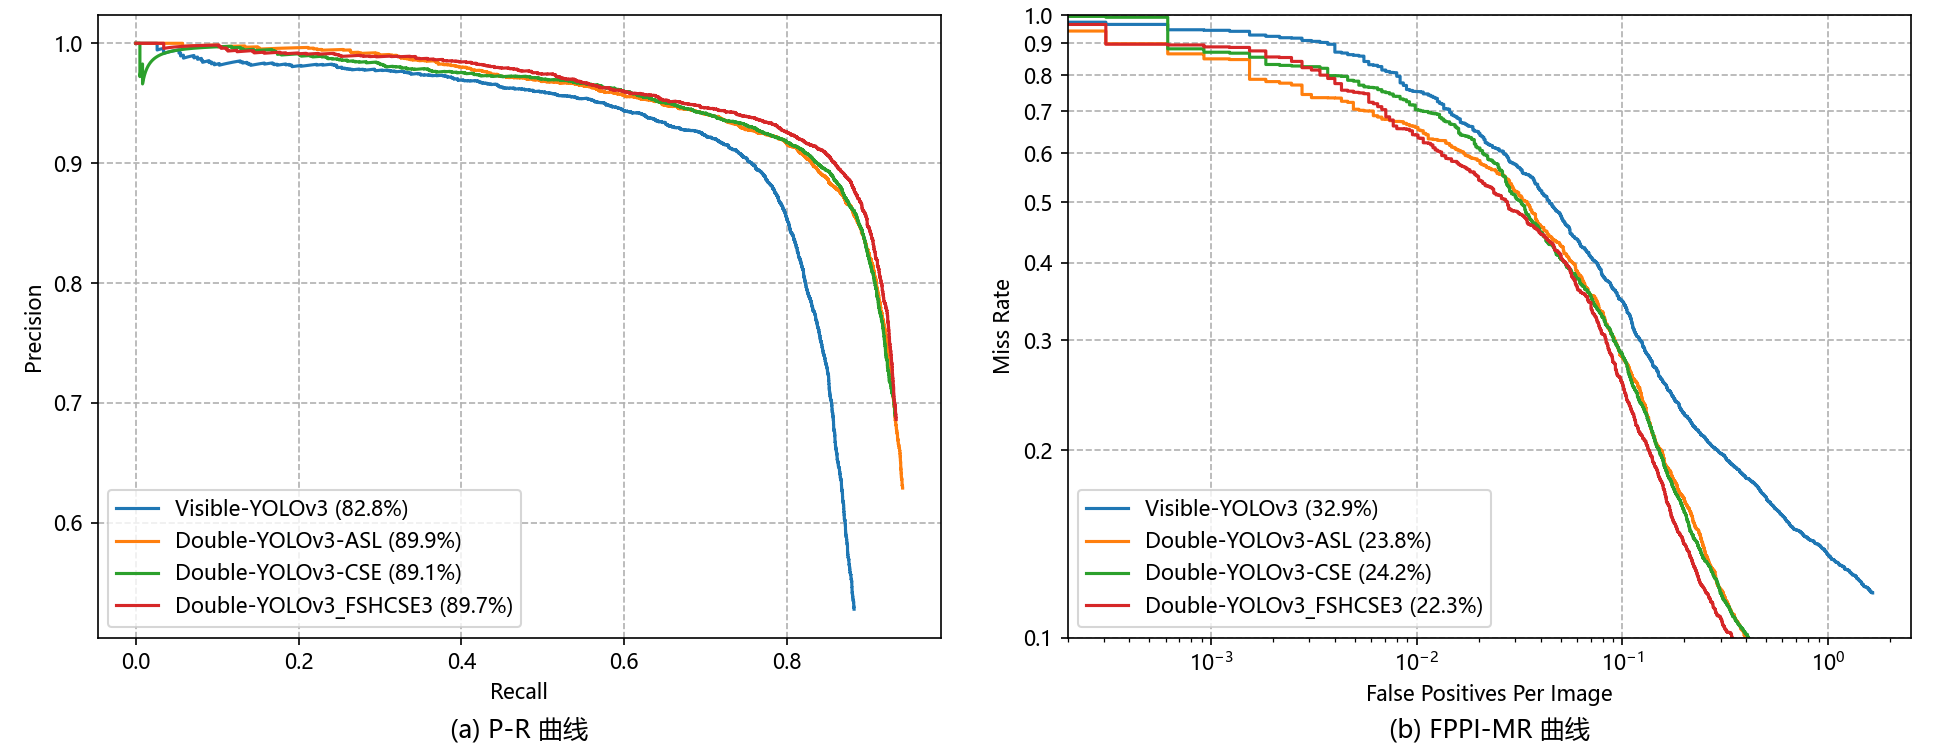 1.0
0.9
0.8
0.7
0.6
Precision
0.0
0.2
0.4
0.6
0.8
Recall
Visible-YOLOv3 (82.8%)
Double-YOLOv3-ASL (89.9%)
Double-YOLOv3-CSE (89.1%)
Double-YOLOv3_FSHCSE3 (89.7%)
(a) P-R 曲线
1.0
0.9
0.8
0.7
0.6
0.5
0.4
0.3
0.2
0.1
Miss Rate
10⁻³
10⁻²
10⁻¹
10⁰
False Positives Per Image
Visible-YOLOv3 (32.9%)
Double-YOLOv3-ASL (23.8%)
Double-YOLOv3-CSE (24.2%)
Double-YOLOv3_FSHCSE3 (22.3%)
(b) FPPI-MR 曲线